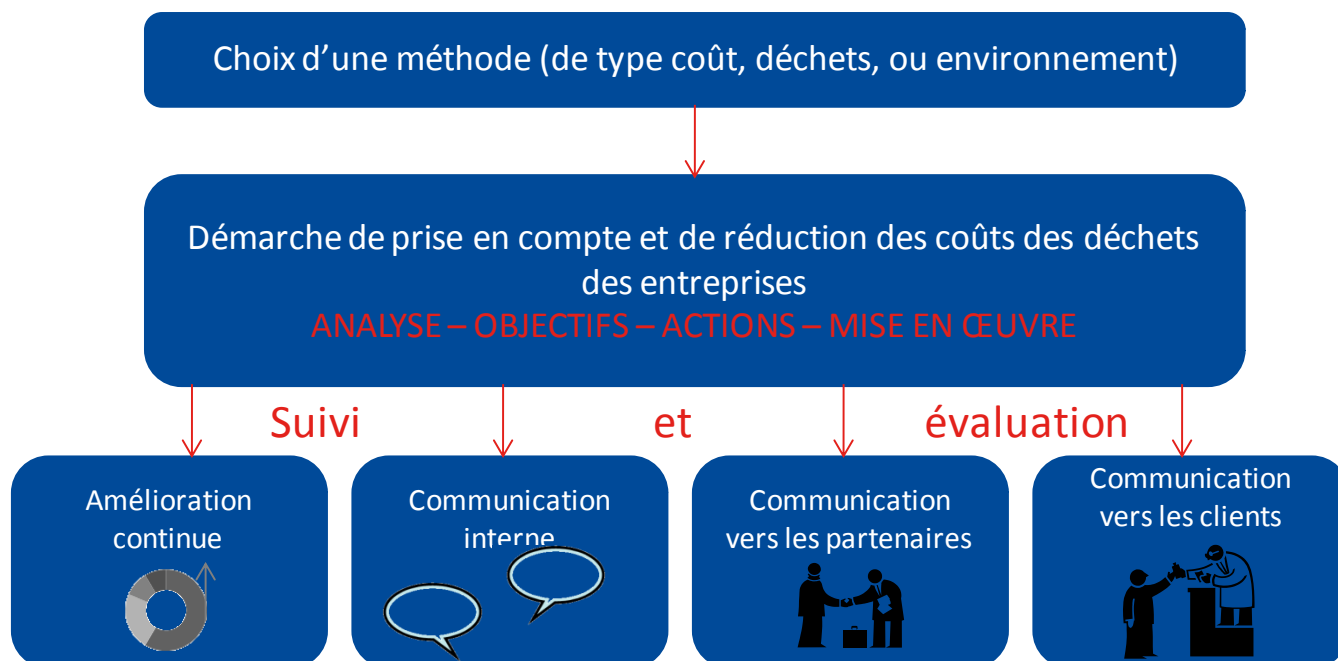 Choix d’une méthode (de type coût, déchets, ou environnement)
Démarche de prise en compte et de réduction des coûts des déchets
des entreprises
ANALYSE – OBJECTIFS – ACTIONS – MISE EN ŒUVRE
Suivi et évaluation
Amélioration
continue
Communication
interne
Communication
vers les partenaires
Communication
vers les clients